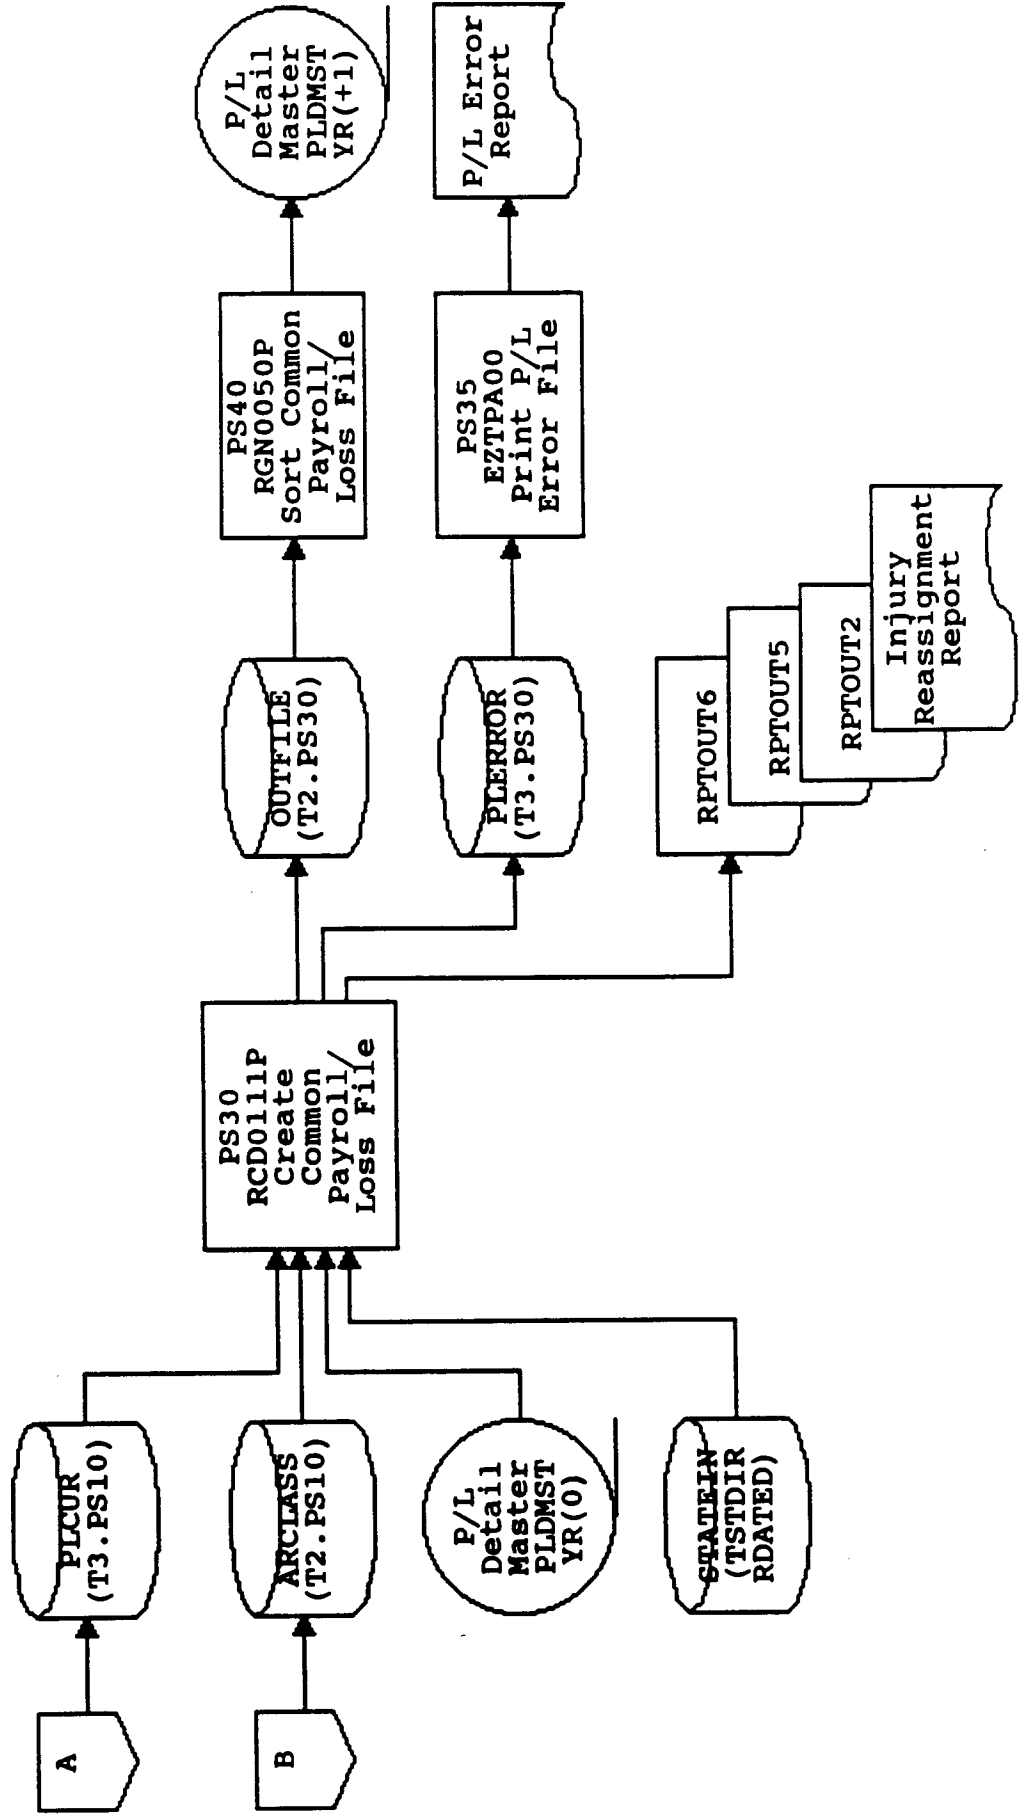 A
PLCUR
(T3.PS10)
B
ARCLASS
(T2.PS10)
P/L
Detail
Master
PLDMST
YR(0)
STATEIN
(TSTDIR
RDATED)
PS30
RCD0111P
Create
Common
Payroll/
Loss File
OUTFILE
(T2.PS30)
PS40
RGN0050P
Sort Common
Payroll/
Loss File
P/L
Detail
Master
PLDMST
YR(+1)
PLERROR
(T3.PS30)
PS35
EZTPA00
Print P/L
Error File
P/L Error
Report
RPTOUT6
RPTOUT5
RPTOUT2
Injury
Reassignment
Report